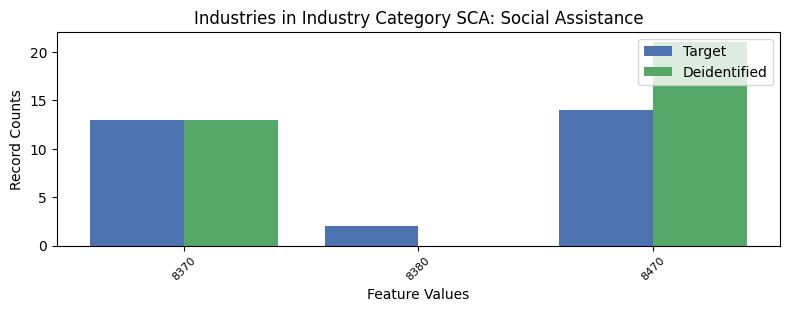 Industries in Industry Category SCA: Social Assistance
Record Counts
20
15
10
5
0
Target
Deidentified
8370
8380
8470
Feature Values